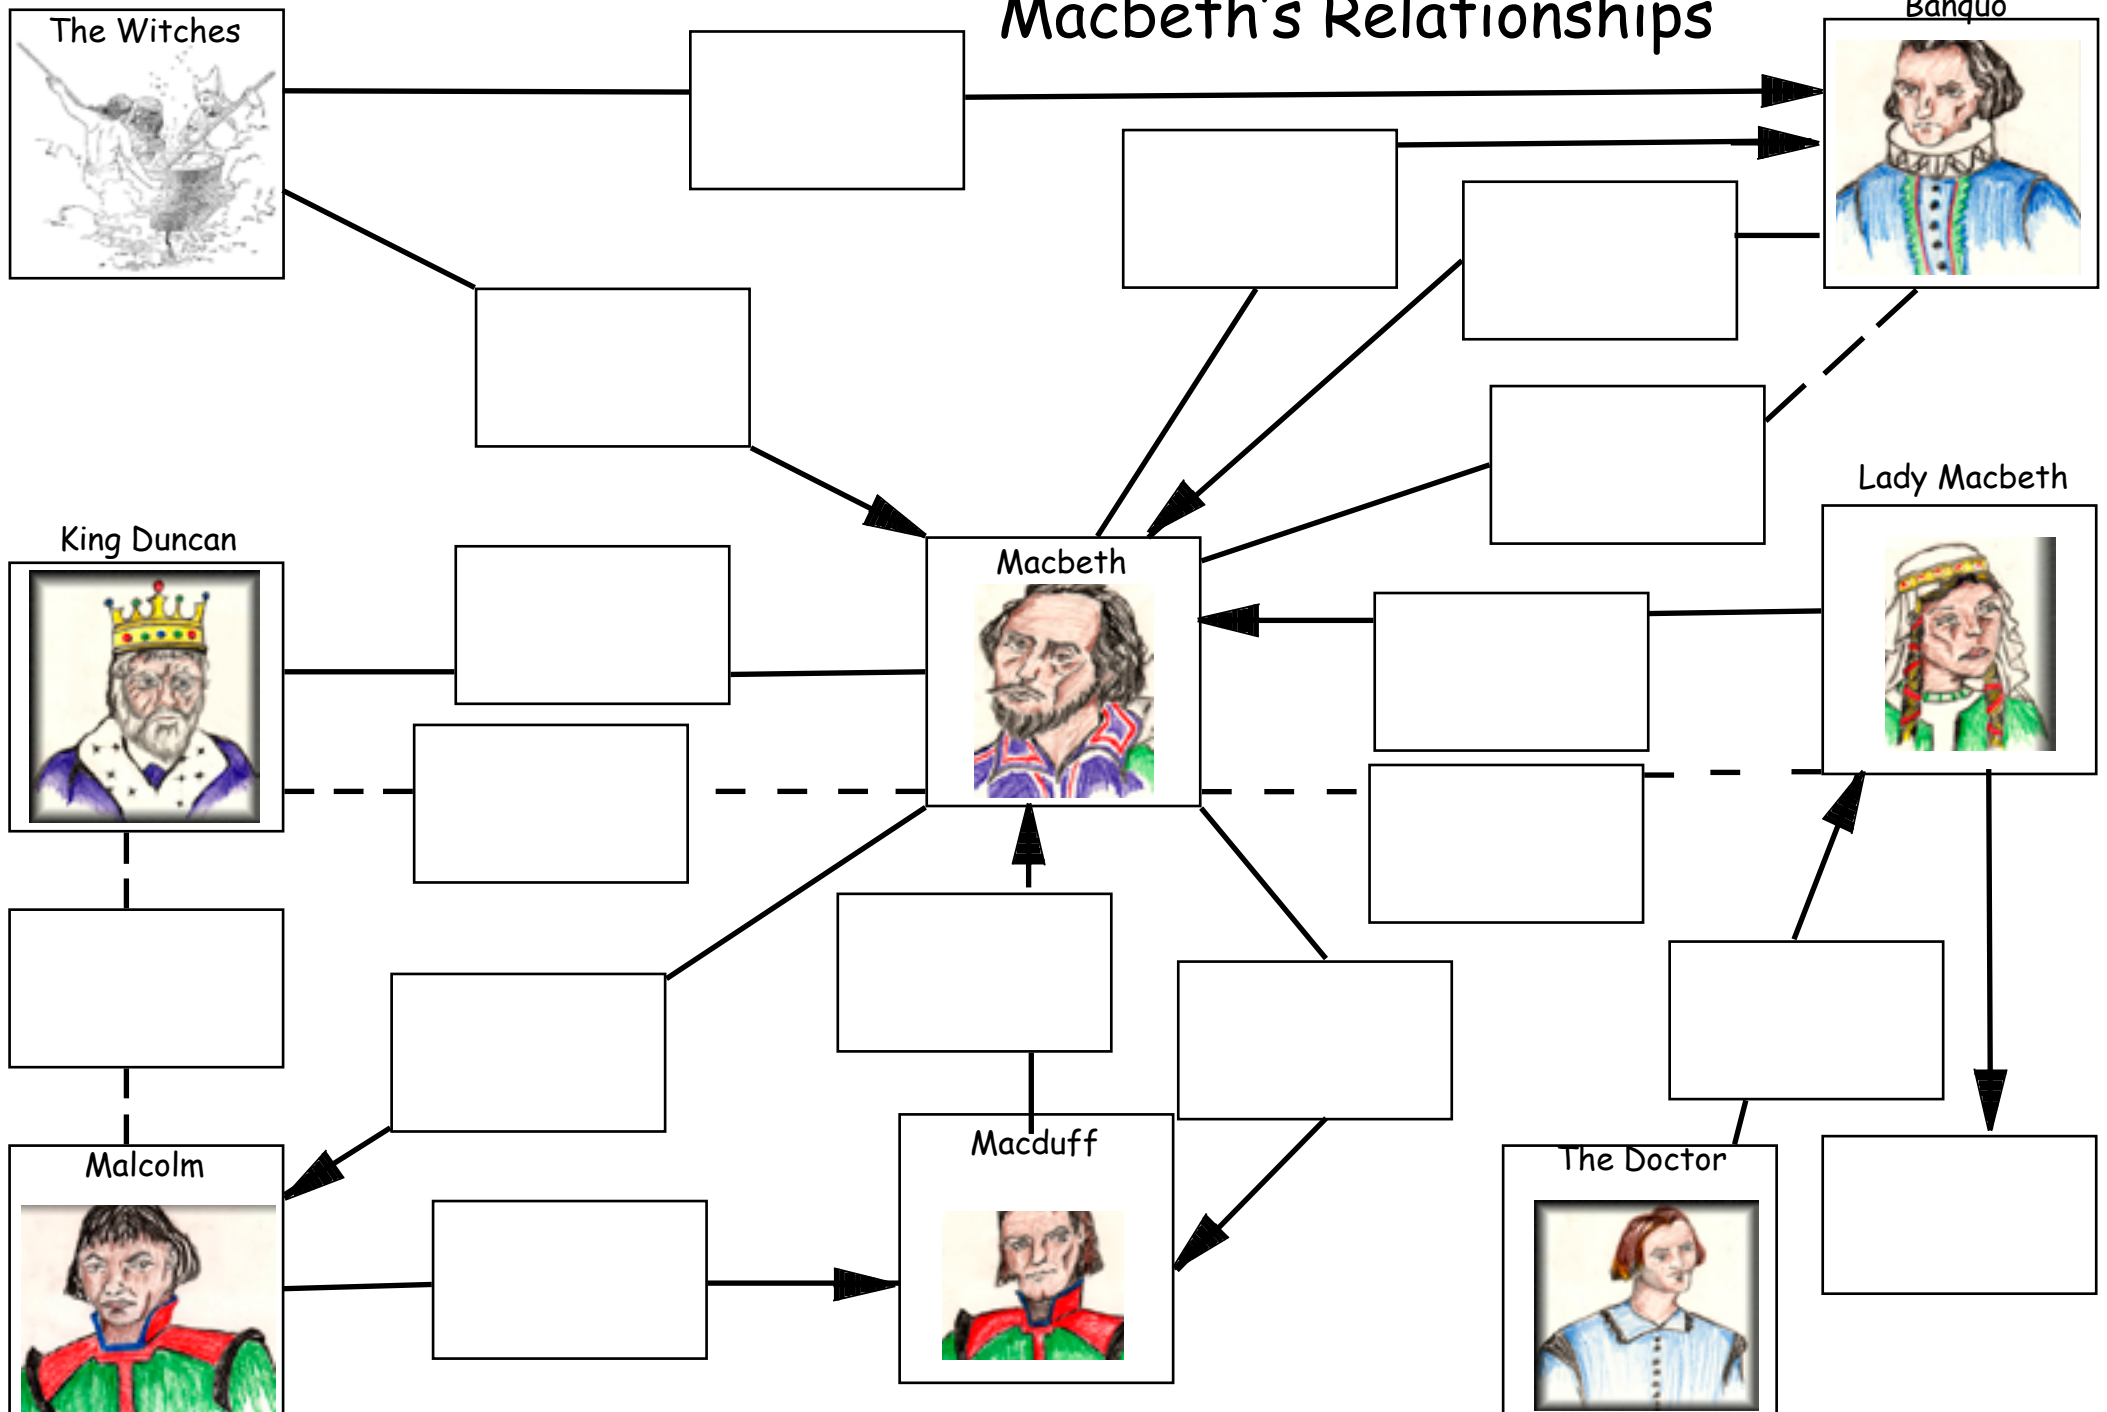 Macbeth's Relationships
Banquo
The Witches
Lady Macbeth
King Duncan
Macbeth
Macduff
The Doctor
Malcolm